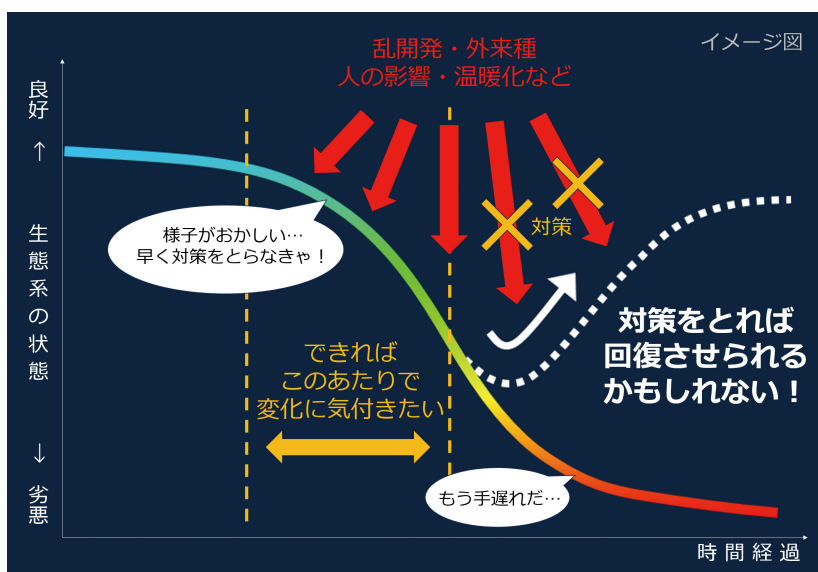 イメージ図
乱開発・外来種
人の影響・温暖化など
良好
↑
生態系の状態
↓
劣悪
様子がおかしい…
早く対策をとらなきゃ！
対策
対策をとれば
回復させられる
かもしれない！
できれば
このあたりで
変化に気付きたい
もう手遅れだ…
時間経過